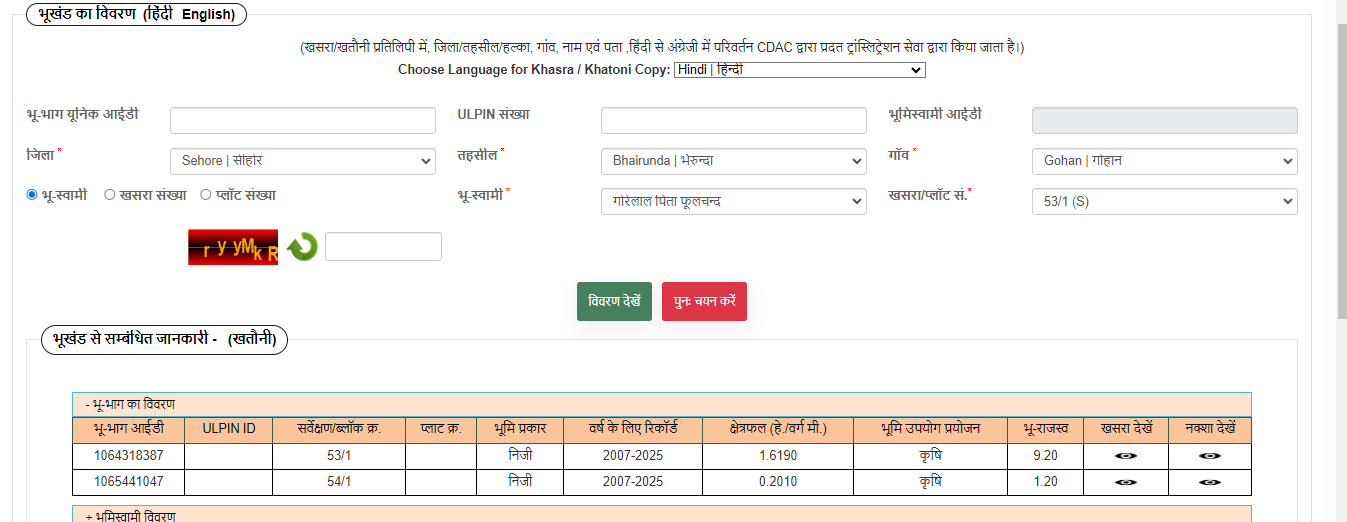 भूखंड का विवरण (हिंदी English)
(खसरा/खतौनी प्रतिलिपी में, जिला/तहसील/हल्का, गांव, नाम एवं पता ,हिंदी से अंग्रेजी में परिवर्तन CDAC द्वारा प्रदत ट्रांस्लिट्रेशन सेवा द्वारा किया जाता है।)
Choose Language for Khasra / Khatoni Copy: Hindi | हिन्दी
भू-भाग यूनिक आईडी ULPIN संख्या भूमिस्वामी आईडी
जिला * Sehore | सीहोर तहसील * Bhairunda | भेरुन्दा गाँव * Gohan | गोहान
भू-स्वामी खसरा संख्या प्लॉट संख्या भू-स्वामी * गोरेलाल पिता फूलचन्द खसरा/प्लॉट सं.* 53/1 (S)
r y yMkR
विवरण देखें पुनः चयन करें
भूखंड से सम्बंधित जानकारी - (खतौनी)
- भू-भाग का विवरण
भू-भाग आईडी ULPIN ID सर्वेक्षण/ब्लॉक क्र. प्लाट क्र. भूमि प्रकार वर्ष के लिए रिकॉर्ड क्षेत्रफल (हे./वर्ग मी.) भूमि उपयोग प्रयोजन भू-राजस्व खसरा देखें नक्शा देखें
1064318387 53/1 निजी 2007-2025 1.6190 कृषि 9.20
1065441047 54/1 निजी 2007-2025 0.2010 कृषि 1.20
+ भूमिस्वामी विवरण